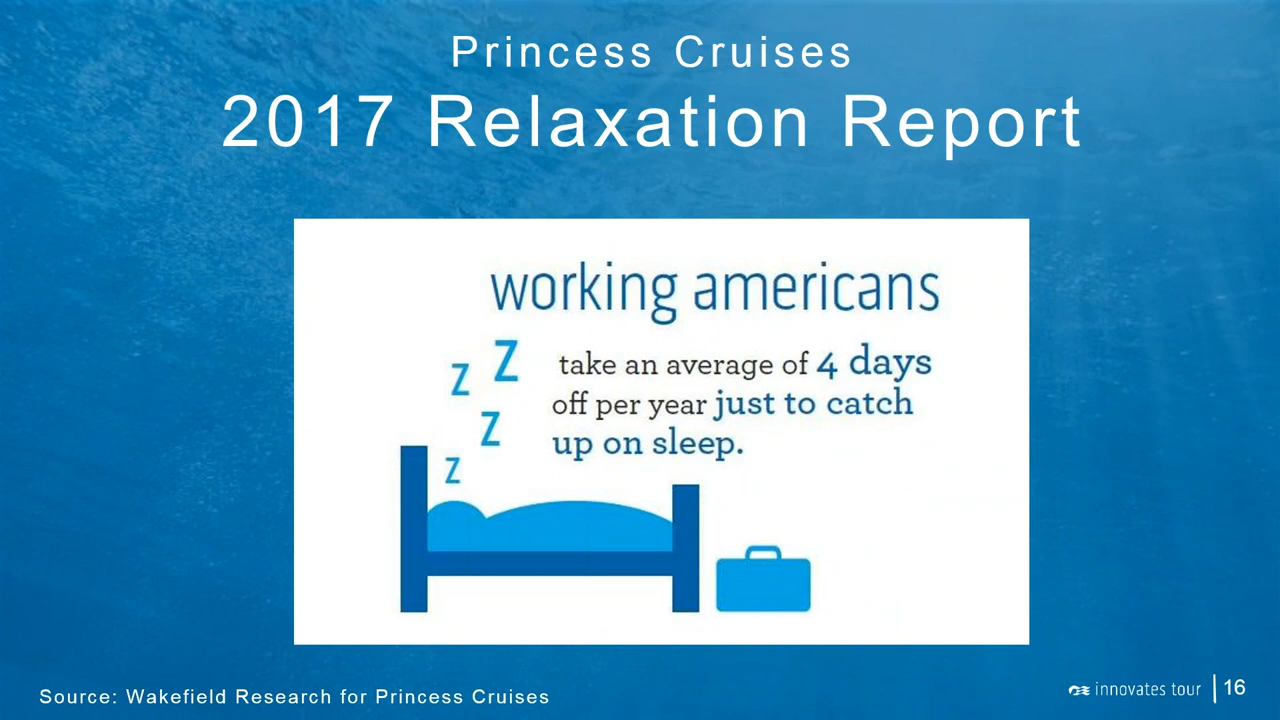 Princess Cruises
2017 Relaxation Report
working americans
z Z
take an average of 4 days
off per year just to catch
z
up on sleep.
z
Source: Wakefield Research for Princess Cruises
innovates tour | 16